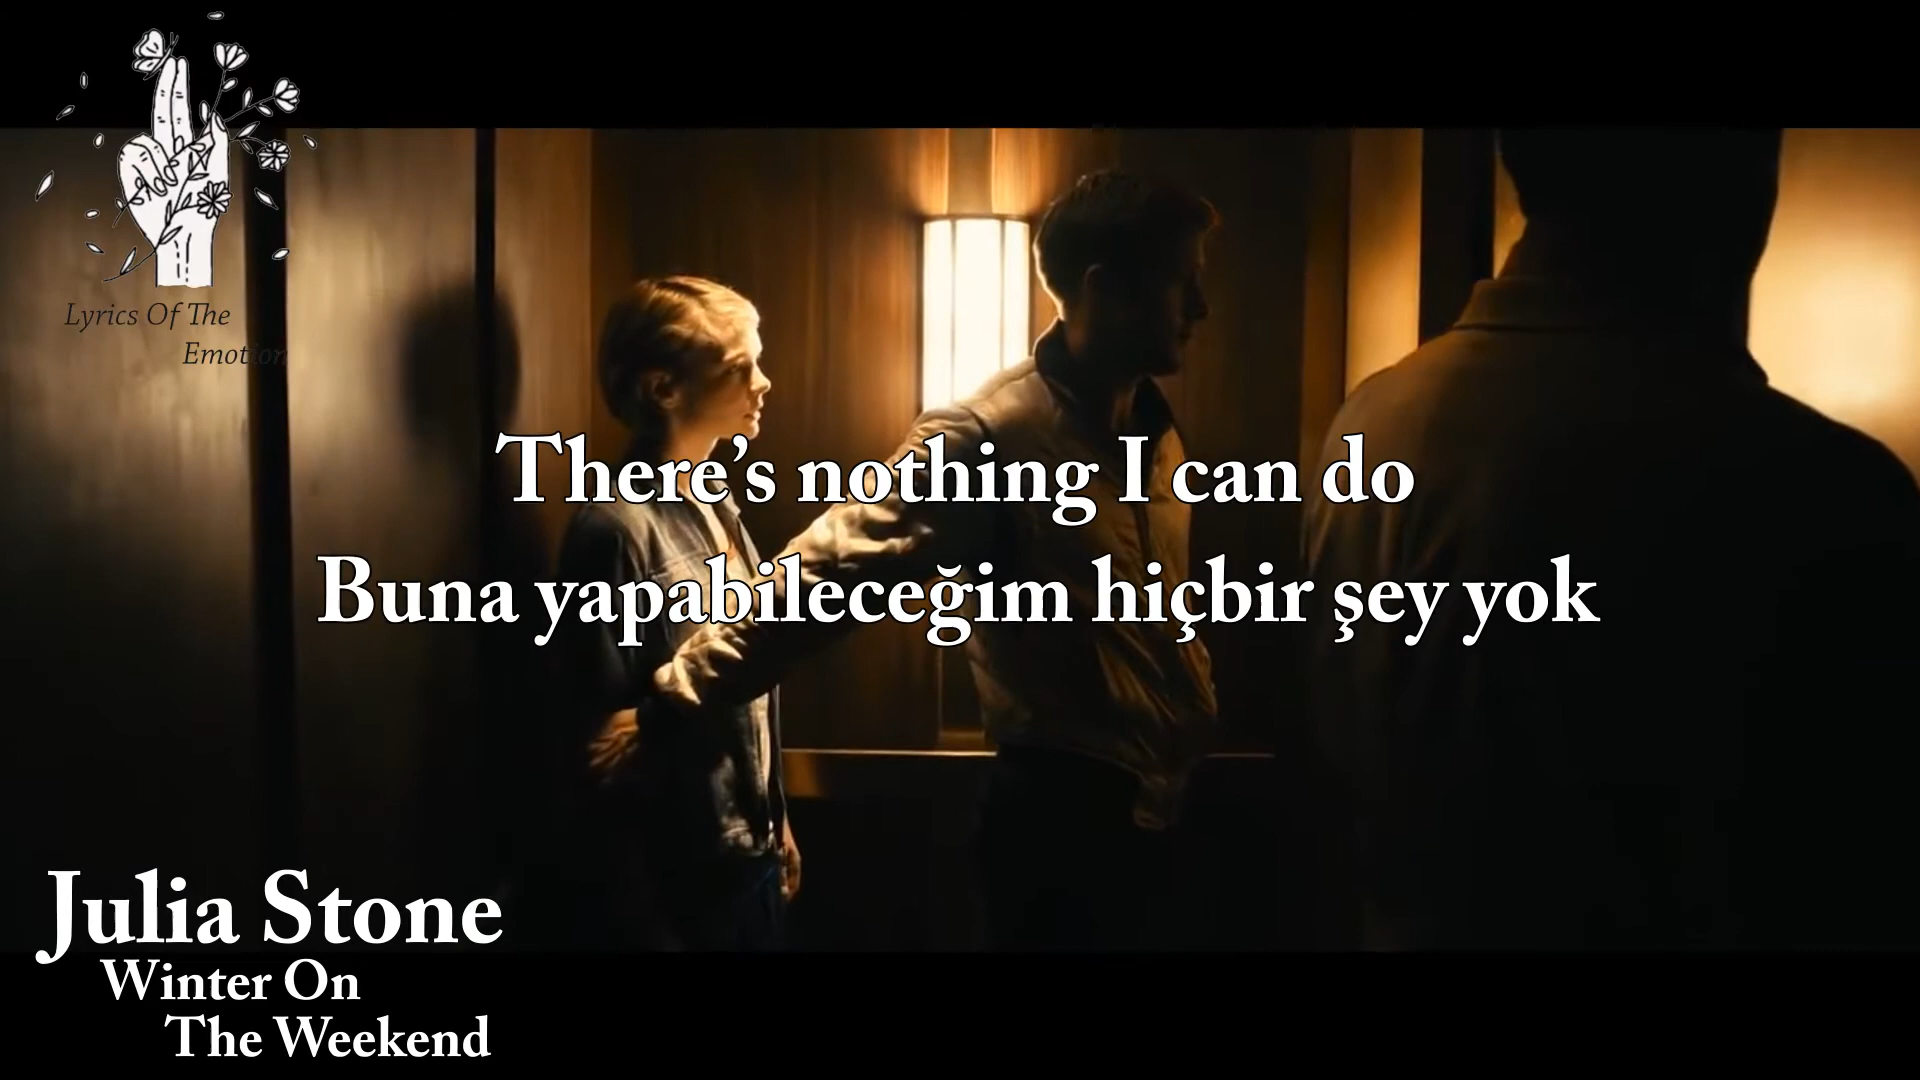 Lyrics Of The
Emotion
There’s nothing I can do
Buna yapabileceğim hiçbir şey yok
Julia Stone
Winter On
The Weekend